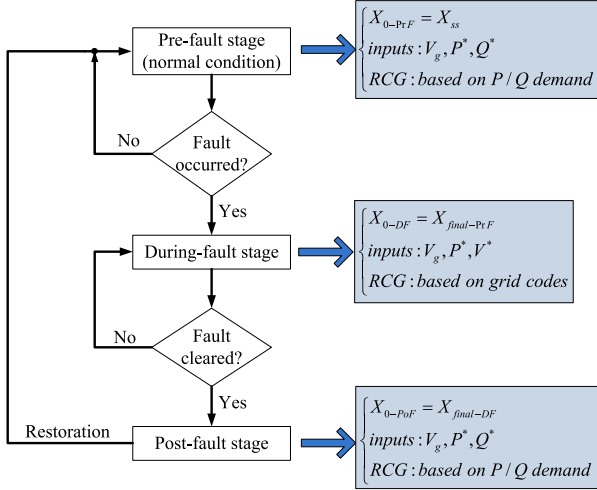 Pre-fault stage
(normal condition)
X_{0-PrF} = X_{ss}
inputs : V_g, P^*, Q^*
RCG : based on P / Q demand
No
Fault
occurred?
Yes
During-fault stage
X_{0-DF} = X_{final-PrF}
inputs : V_g, P^*, V^*
RCG : based on grid codes
No
Fault
cleared?
Yes
Restoration
Post-fault stage
X_{0-PoF} = X_{final-DF}
inputs : V_g, P^*, Q^*
RCG : based on P / Q demand